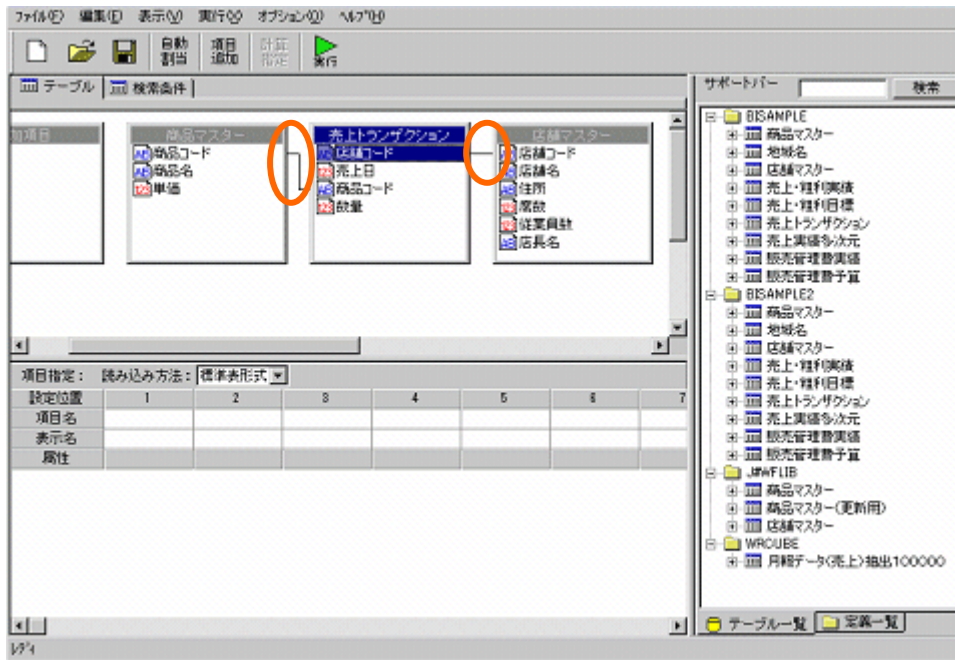 ファイル(F) 編集(E) 表示(V) 実行(X) オプション(O) ヘルプ(H)
自動割当 項目追加 計算指定 実行
テーブル 検索条件
加項目 商品マスター 売上トランザクション 店舗マスター
商品コード 店舗コード 店舗コード
商品名 売上日 店舗名
単価 商品コード 住所
数量 席数
従業員数
店長名
項目指定: 読み込み方法: 標準表形式
設定位置 1 2 3 4 5 6 7
項目名
表示名
属性
サポートバー 検索
BISAMPLE
商品マスター
地域名
店舗マスター
売上・粗利実績
売上・粗利目標
売上トランザクション
売上実績多次元
販売管理費実績
販売管理費予算
BISAMPLE2
商品マスター
地域名
店舗マスター
売上・粗利実績
売上・粗利目標
売上トランザクション
売上実績多次元
販売管理費実績
販売管理費予算
J#WFLIB
商品マスター
商品マスター(更新用)
店舗マスター
WRCUBE
月報データ(売上)抽出100000
テーブル一覧 定義一覧
レディ